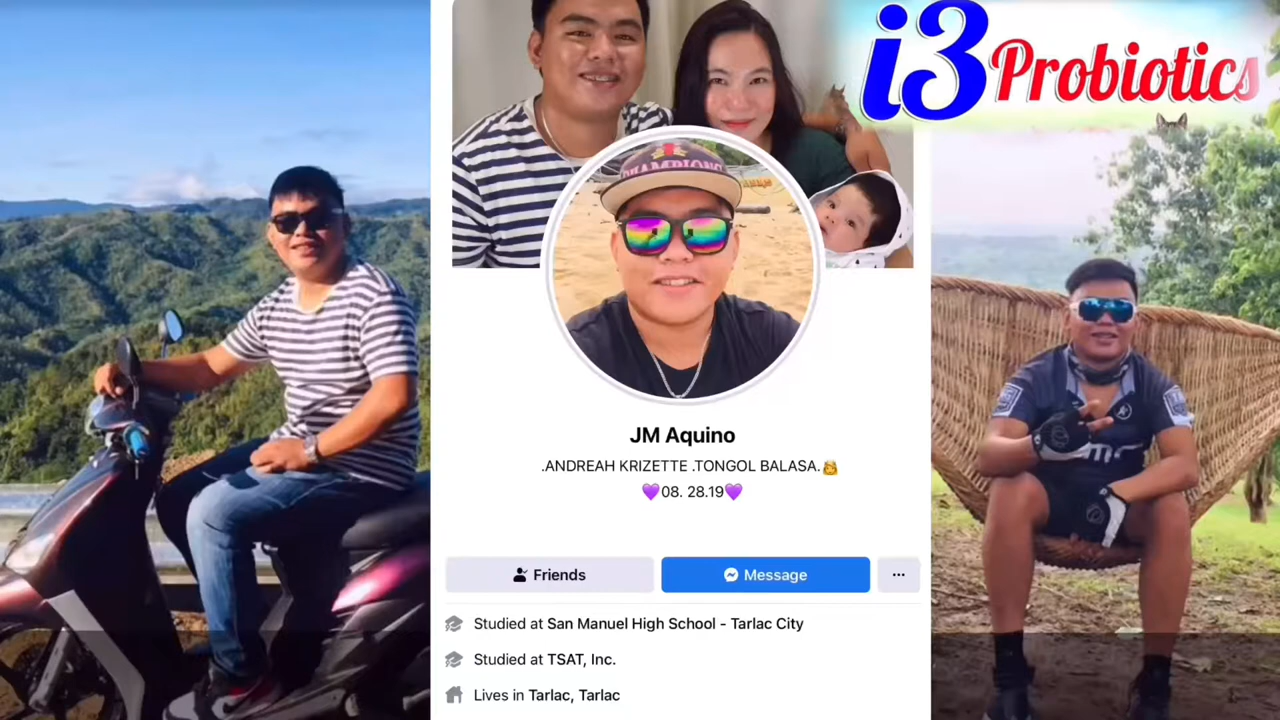 i3 Probiotics
CHAMPIONS
JM Aquino
.ANDREAH KRIZETTE .TONGOL BALASA.👸
💜08. 28.19💜
Friends
Message
...
Studied at San Manuel High School - Tarlac City
Studied at TSAT, Inc.
Lives in Tarlac, Tarlac